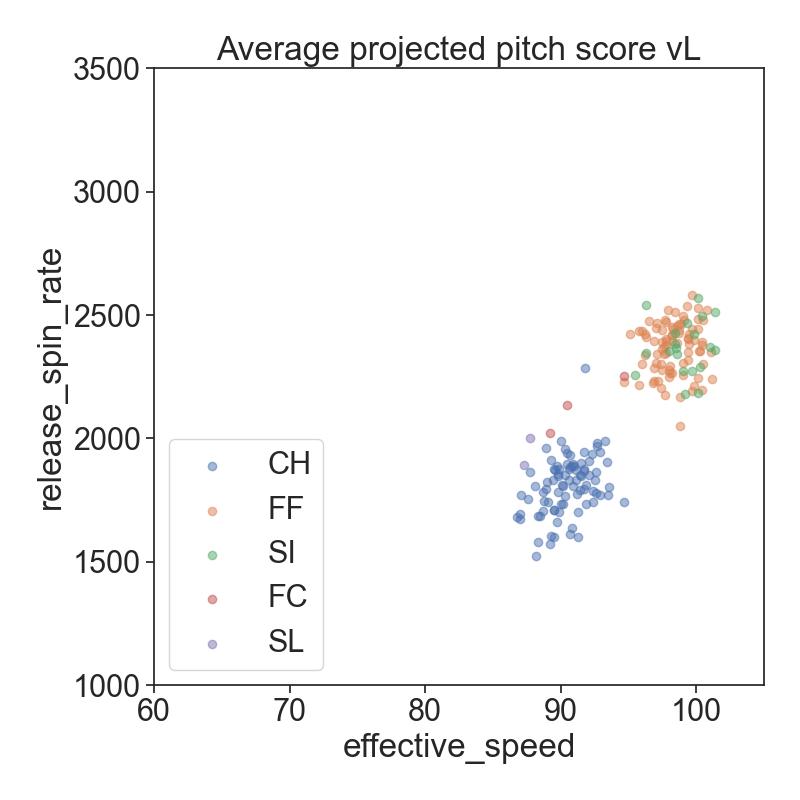 Average projected pitch score vL
3500
3000
2500
2000
1500
1000
release_spin_rate
CH
FF
SI
FC
SL
60 70 80 90 100
effective_speed